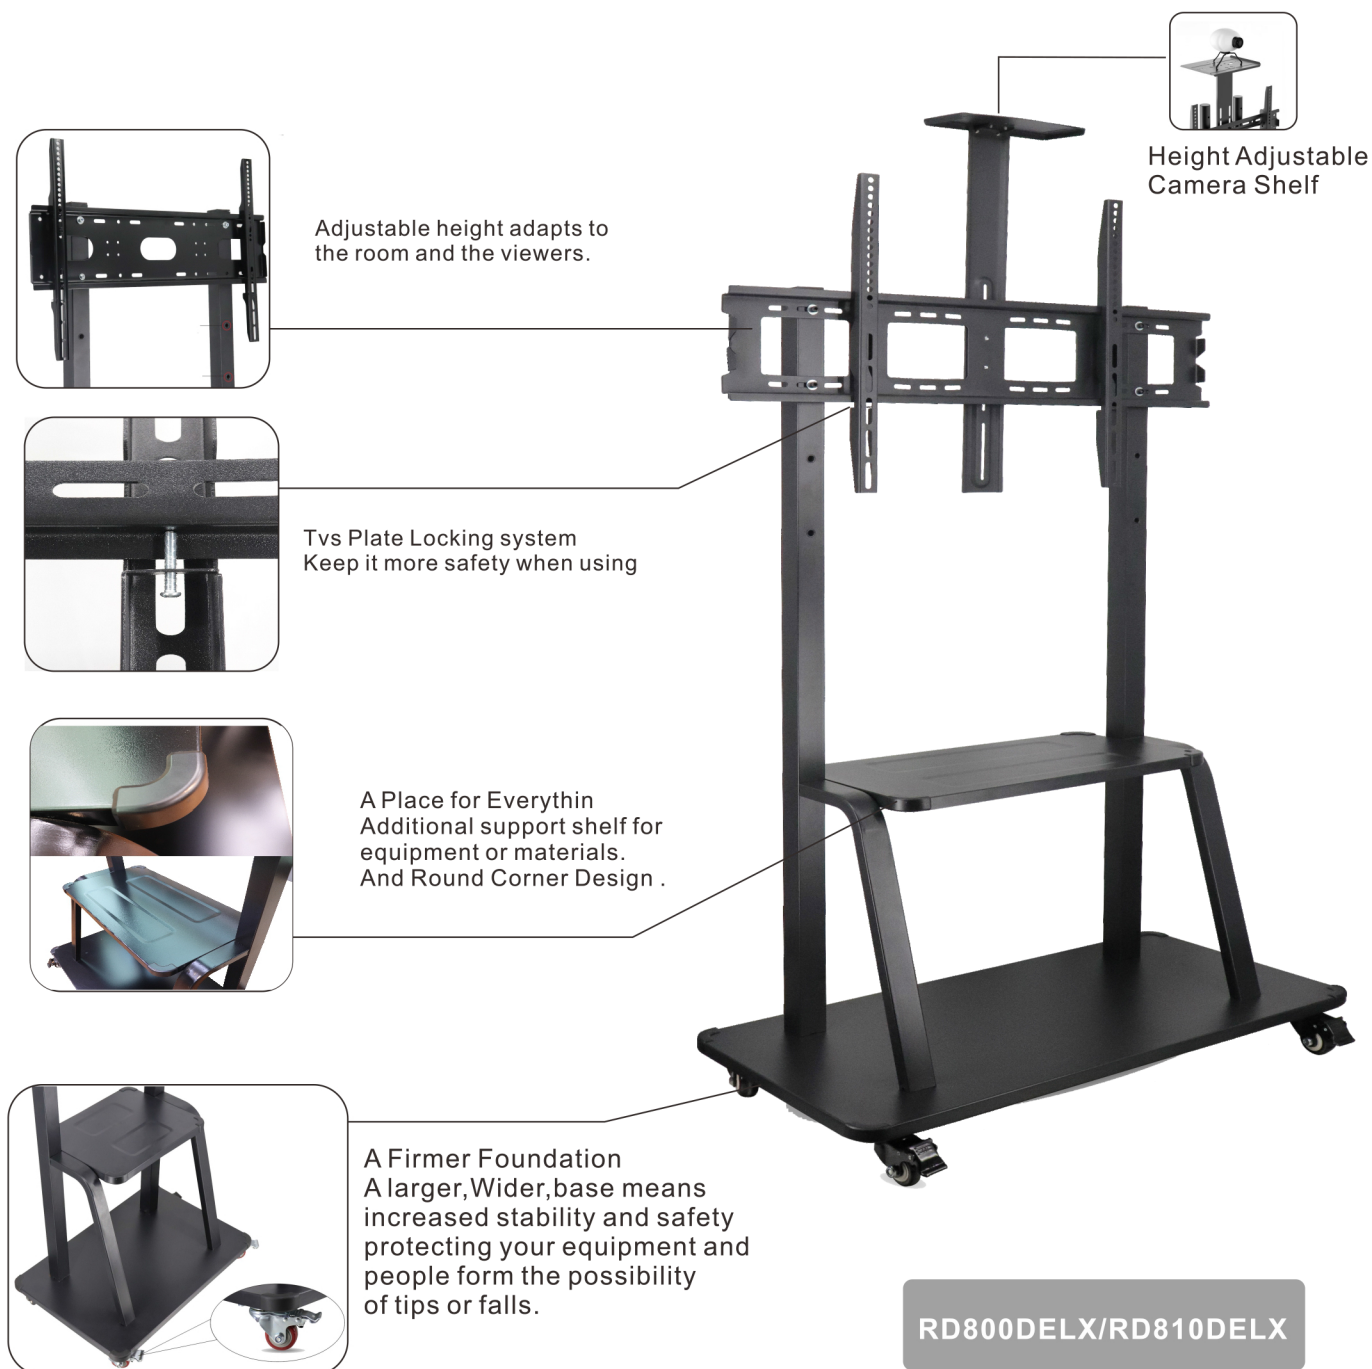 Height Adjustable
Camera Shelf
Adjustable height adapts to
the room and the viewers.
Tvs Plate Locking system
Keep it more safety when using
A Place for Everythin
Additional support shelf for
equipment or materials.
And Round Corner Design .
A Firmer Foundation
A larger,Wider,base means
increased stability and safety
protecting your equipment and
people form the possibility
of tips or falls.
RD800DELX/RD810DELX